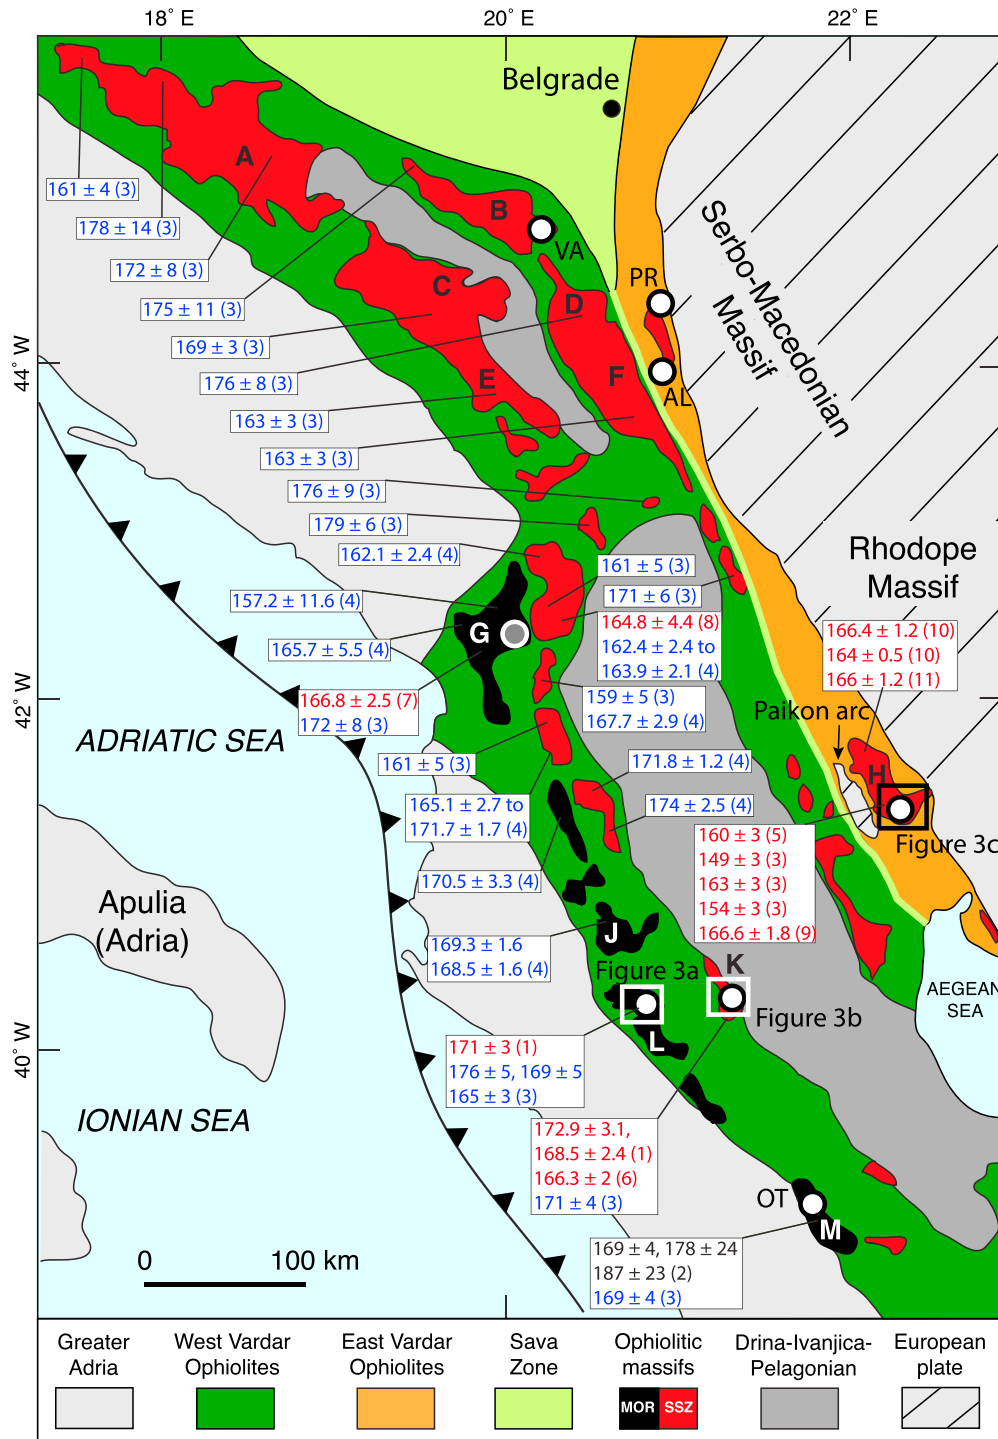 18° E
20° E
22° E
Belgrade
A
161 ± 4 (3)
178 ± 14 (3)
172 ± 8 (3)
175 ± 11 (3)
B
VA
Serbo-Macedonian
Massif
PR
C
D
169 ± 3 (3)
44° W
176 ± 8 (3)
E
F
AL
163 ± 3 (3)
163 ± 3 (3)
176 ± 9 (3)
179 ± 6 (3)
162.1 ± 2.4 (4)
Rhodope
Massif
161 ± 5 (3)
171 ± 6 (3)
157.2 ± 11.6 (4)
164.8 ± 4.4 (8)
162.4 ± 2.4 to
163.9 ± 2.1 (4)
G
165.7 ± 5.5 (4)
166.4 ± 1.2 (10)
164 ± 0.5 (10)
166 ± 1.2 (11)
42° W
166.8 ± 2.5 (7)
172 ± 8 (3)
159 ± 5 (3)
167.7 ± 2.9 (4)
Paikon arc
ADRIATIC SEA
161 ± 5 (3)
171.8 ± 1.2 (4)
H
165.1 ± 2.7 to
171.7 ± 1.7 (4)
174 ± 2.5 (4)
Figure 3c
160 ± 3 (5)
149 ± 3 (3)
163 ± 3 (3)
154 ± 3 (3)
166.6 ± 1.8 (9)
170.5 ± 3.3 (4)
Apulia
(Adria)
J
169.3 ± 1.6
168.5 ± 1.6 (4)
Figure 3a
K
Figure 3b
AEGEAN
SEA
L
40° W
171 ± 3 (1)
176 ± 5, 169 ± 5
165 ± 3 (3)
IONIAN SEA
172.9 ± 3.1,
168.5 ± 2.4 (1)
166.3 ± 2 (6)
171 ± 4 (3)
OT
M
169 ± 4, 178 ± 24
187 ± 23 (2)
169 ± 4 (3)
0 100 km
Greater
Adria
West Vardar
Ophiolites
East Vardar
Ophiolites
Sava
Zone
Ophiolitic
massifs
MOR SSZ
Drina-Ivanjica-
Pelagonian
European
plate